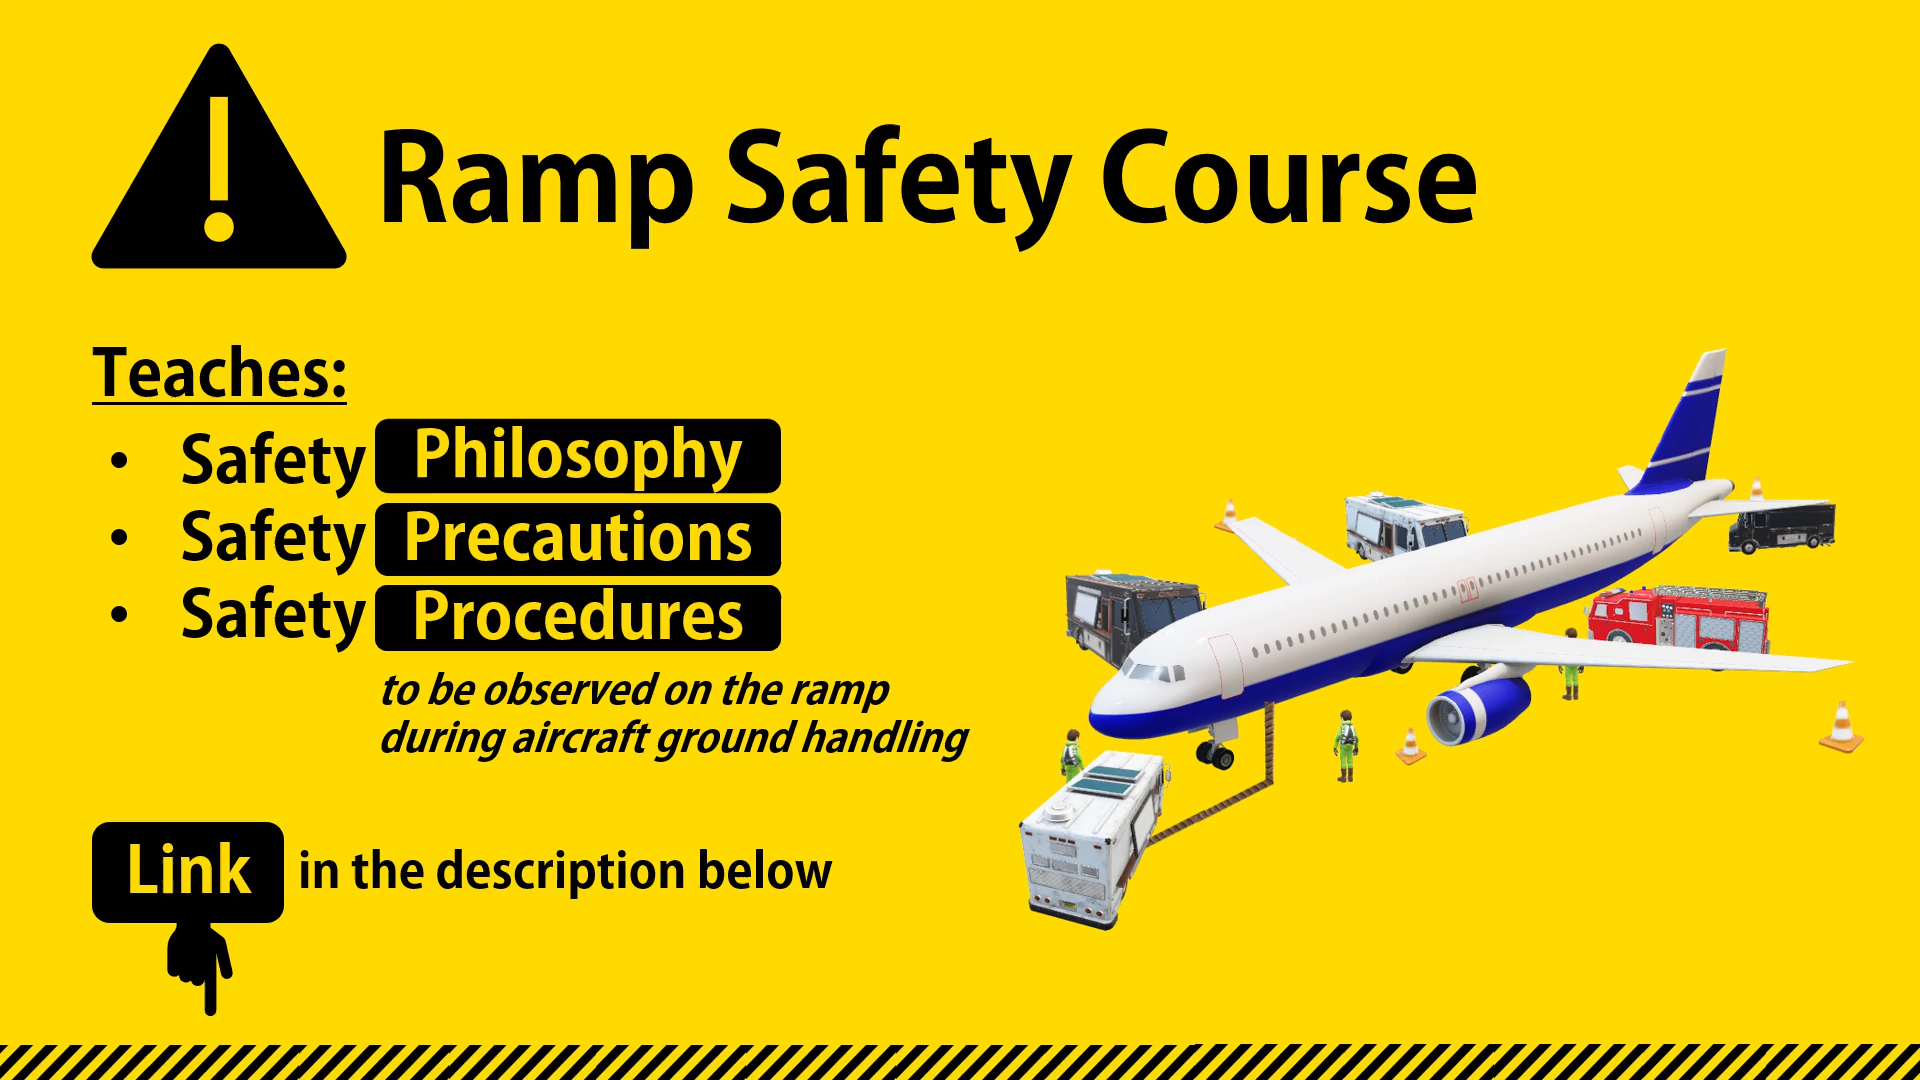 Ramp Safety Course
Teaches:
• Safety Philosophy
• Safety Precautions
• Safety Procedures
to be observed on the ramp
during aircraft ground handling
Link in the description below